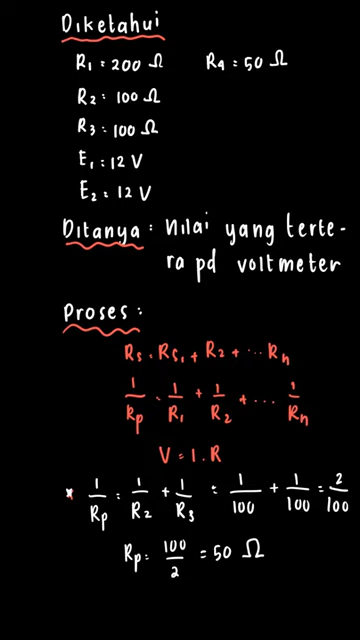 Diketahui
R1 = 200 Ω R4 = 50 Ω
R2 = 100 Ω
R3 = 100 Ω
E1 = 12 V
E2 = 12 V
Ditanya : Nilai yang terte-
ra pd voltmeter
Proses :
Rs = Rs1 + R2 + ... Rn
1/Rp = 1/R1 + 1/R2 + ... 1/Rn
V = I . R
* 1/Rp = 1/R2 + 1/R3 = 1/100 + 1/100 = 2/100
Rp = 100/2 = 50 Ω